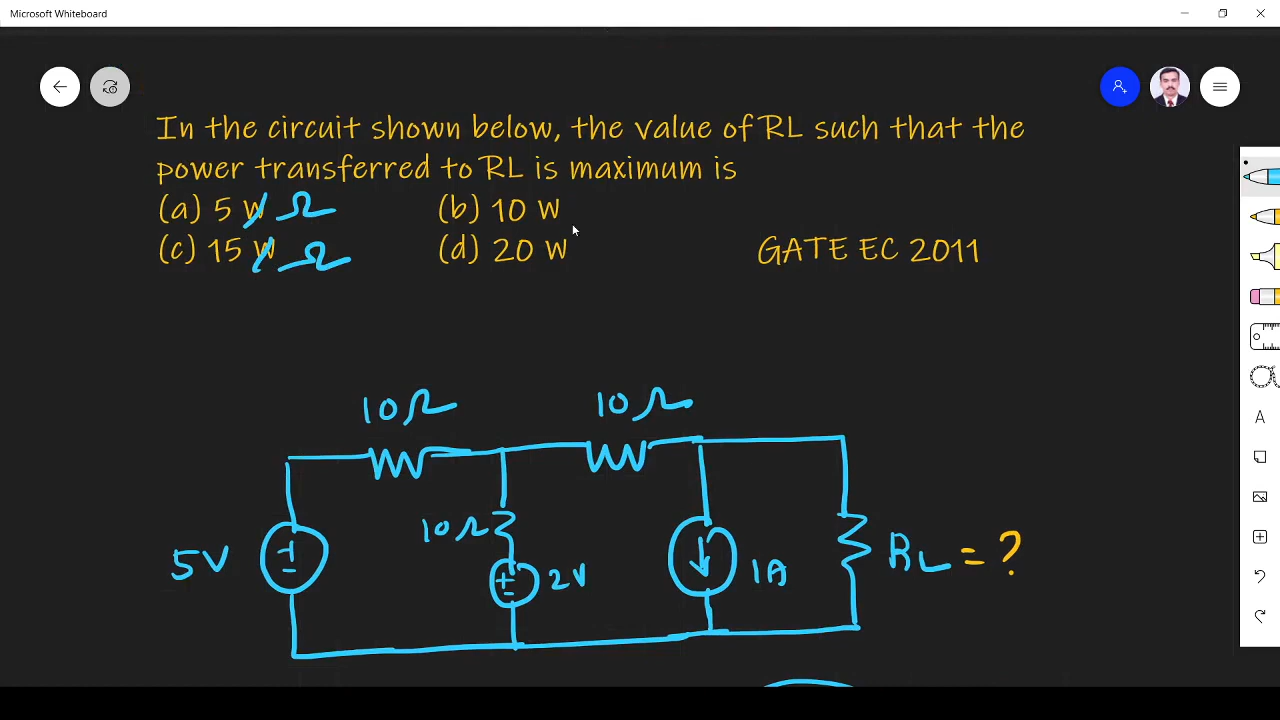 Microsoft Whiteboard
In the circuit shown below, the value of RL such that the
power transferred to RL is maximum is
(a) 5 W Ω (b) 10 W
(c) 15 W Ω (d) 20 W GATE EC 2011
10Ω 10Ω
10Ω
5V + - + - 2V 1A RL = ?
A